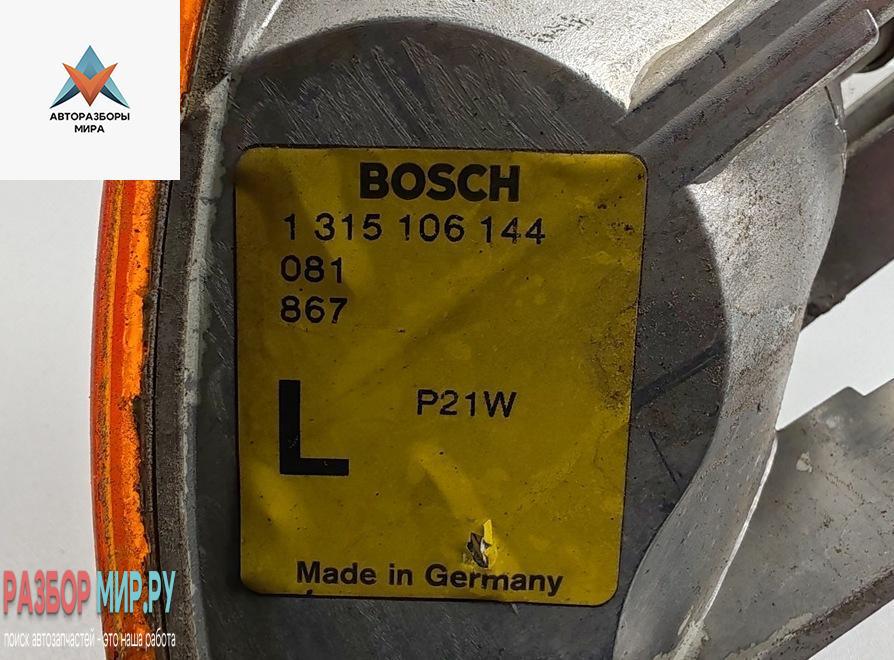 АВТОРАЗБОРЫ
МИРА
BOSCH
1 315 106 144
081
867
L
P21W
Made in Germany
РАЗБОР МИР.РУ
поиск автозапчастей - это наша работа